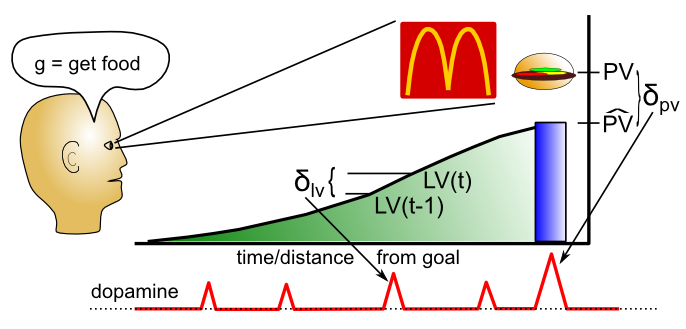 g = get food
PV
P̂V̂
δpv
δlv {
LV(t)
LV(t-1)
time/distance from goal
dopamine